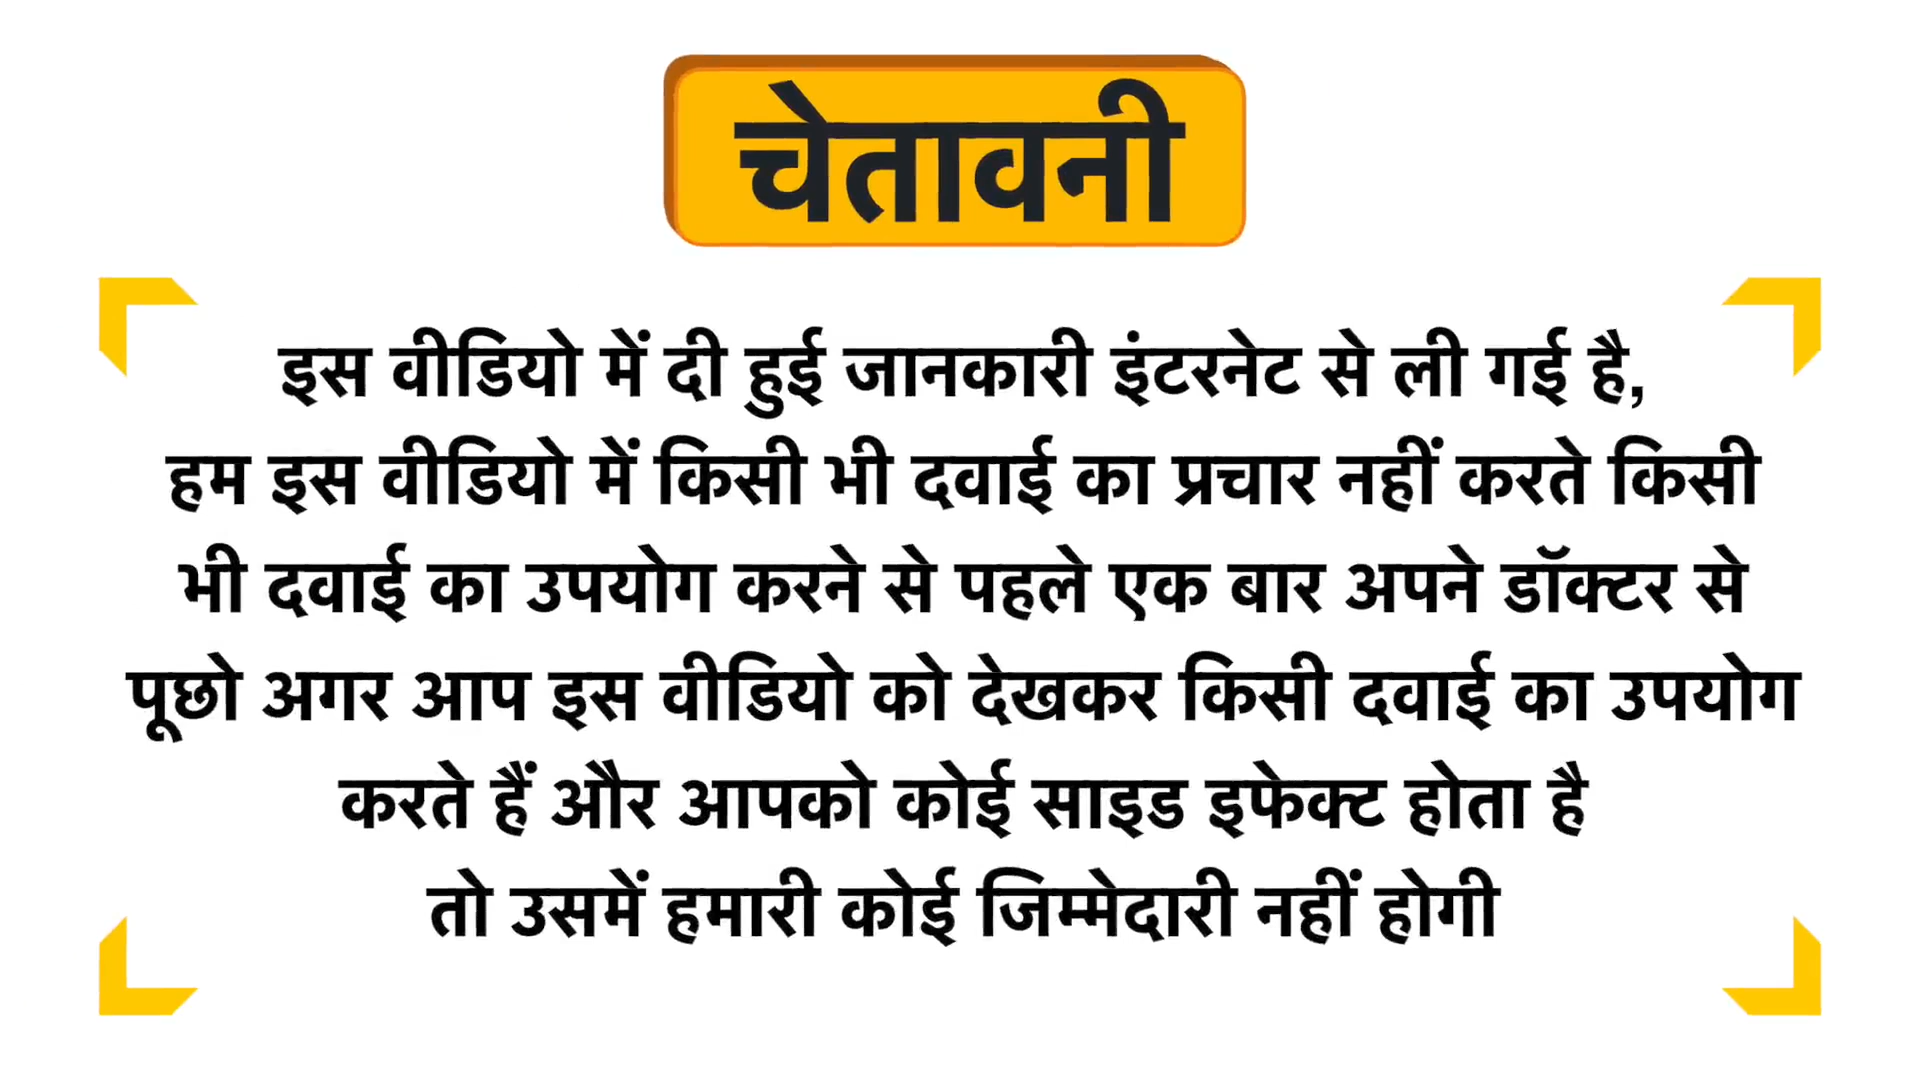 चेतावनी
इस वीडियो में दी हुई जानकारी इंटरनेट से ली गई है,
हम इस वीडियो में किसी भी दवाई का प्रचार नहीं करते किसी
भी दवाई का उपयोग करने से पहले एक बार अपने डॉक्टर से
पूछो अगर आप इस वीडियो को देखकर किसी दवाई का उपयोग
करते हैं और आपको कोई साइड इफेक्ट होता है
तो उसमें हमारी कोई जिम्मेदारी नहीं होगी